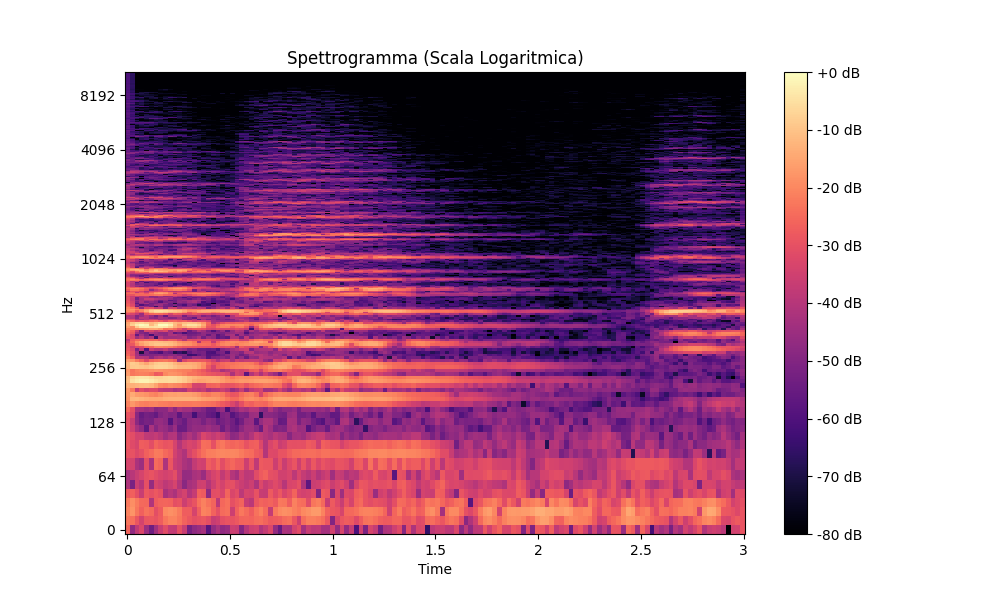 Spettrogramma (Scala Logaritmica)
Hz
8192
4096
2048
1024
512
256
128
64
0
0
0.5
1
1.5
2
2.5
3
Time
+0 dB
-10 dB
-20 dB
-30 dB
-40 dB
-50 dB
-60 dB
-70 dB
-80 dB